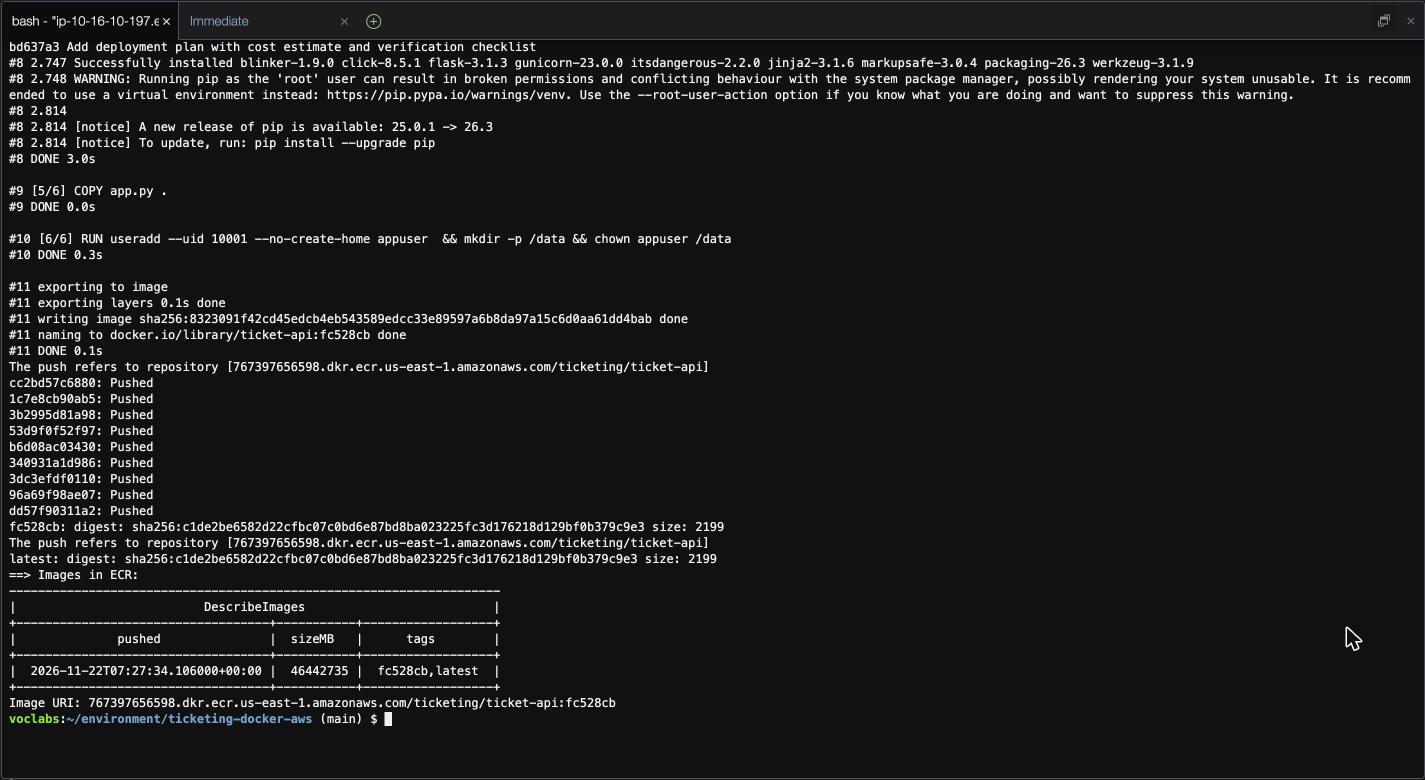 bash - "ip-10-16-10-197.e
Immediate
bd637a3 Add deployment plan with cost estimate and verification checklist
#8 2.747 Successfully installed blinker-1.9.0 click-8.5.1 flask-3.1.3 gunicorn-23.0.0 itsdangerous-2.2.0 jinja2-3.1.6 markupsafe-3.0.4 packaging-26.3 werkzeug-3.1.9
#8 2.748 WARNING: Running pip as the 'root' user can result in broken permissions and conflicting behaviour with the system package manager, possibly rendering your system unusable. It is recomm
ended to use a virtual environment instead: https://pip.pypa.io/warnings/venv. Use the --root-user-action option if you know what you are doing and want to suppress this warning.
#8 2.814
#8 2.814 [notice] A new release of pip is available: 25.0.1 -> 26.3
#8 2.814 [notice] To update, run: pip install --upgrade pip
#8 DONE 3.0s
#9 [5/6] COPY app.py .
#9 DONE 0.0s
#10 [6/6] RUN useradd --uid 10001 --no-create-home appuser  && mkdir -p /data && chown appuser /data
#10 DONE 0.3s
#11 exporting to image
#11 exporting layers 0.1s done
#11 writing image sha256:8323091f42cd45edcb4eb543589edcc33e89597a6b8da97a15c6d0aa61dd4bab done
#11 naming to docker.io/library/ticket-api:fc528cb done
#11 DONE 0.1s
The push refers to repository [767397656598.dkr.ecr.us-east-1.amazonaws.com/ticketing/ticket-api]
cc2bd57c6880: Pushed
1c7e8cb90ab5: Pushed
3b2995d81a98: Pushed
53d9f0f52f97: Pushed
b6d08ac03430: Pushed
340931a1d986: Pushed
3dc3efdf0110: Pushed
96a69f98ae07: Pushed
dd57f90311a2: Pushed
fc528cb: digest: sha256:c1de2be6582d22cfbc07c0bd6e87bd8ba023225fc3d176218d129bf0b379c9e3 size: 2199
The push refers to repository [767397656598.dkr.ecr.us-east-1.amazonaws.com/ticketing/ticket-api]
latest: digest: sha256:c1de2be6582d22cfbc07c0bd6e87bd8ba023225fc3d176218d129bf0b379c9e3 size: 2199
==> Images in ECR:
-------------------------------------------------------------------
|                         DescribeImages                          |
+-----------------------------------+-----------+-----------------+
|              pushed               |  sizeMB   |      tags       |
+-----------------------------------+-----------+-----------------+
|  2026-11-22T07:27:34.106000+00:00 |  46442735 |  fc528cb,latest |
+-----------------------------------+-----------+-----------------+
Image URI: 767397656598.dkr.ecr.us-east-1.amazonaws.com/ticketing/ticket-api:fc528cb
voclabs:~/environment/ticketing-docker-aws (main) $